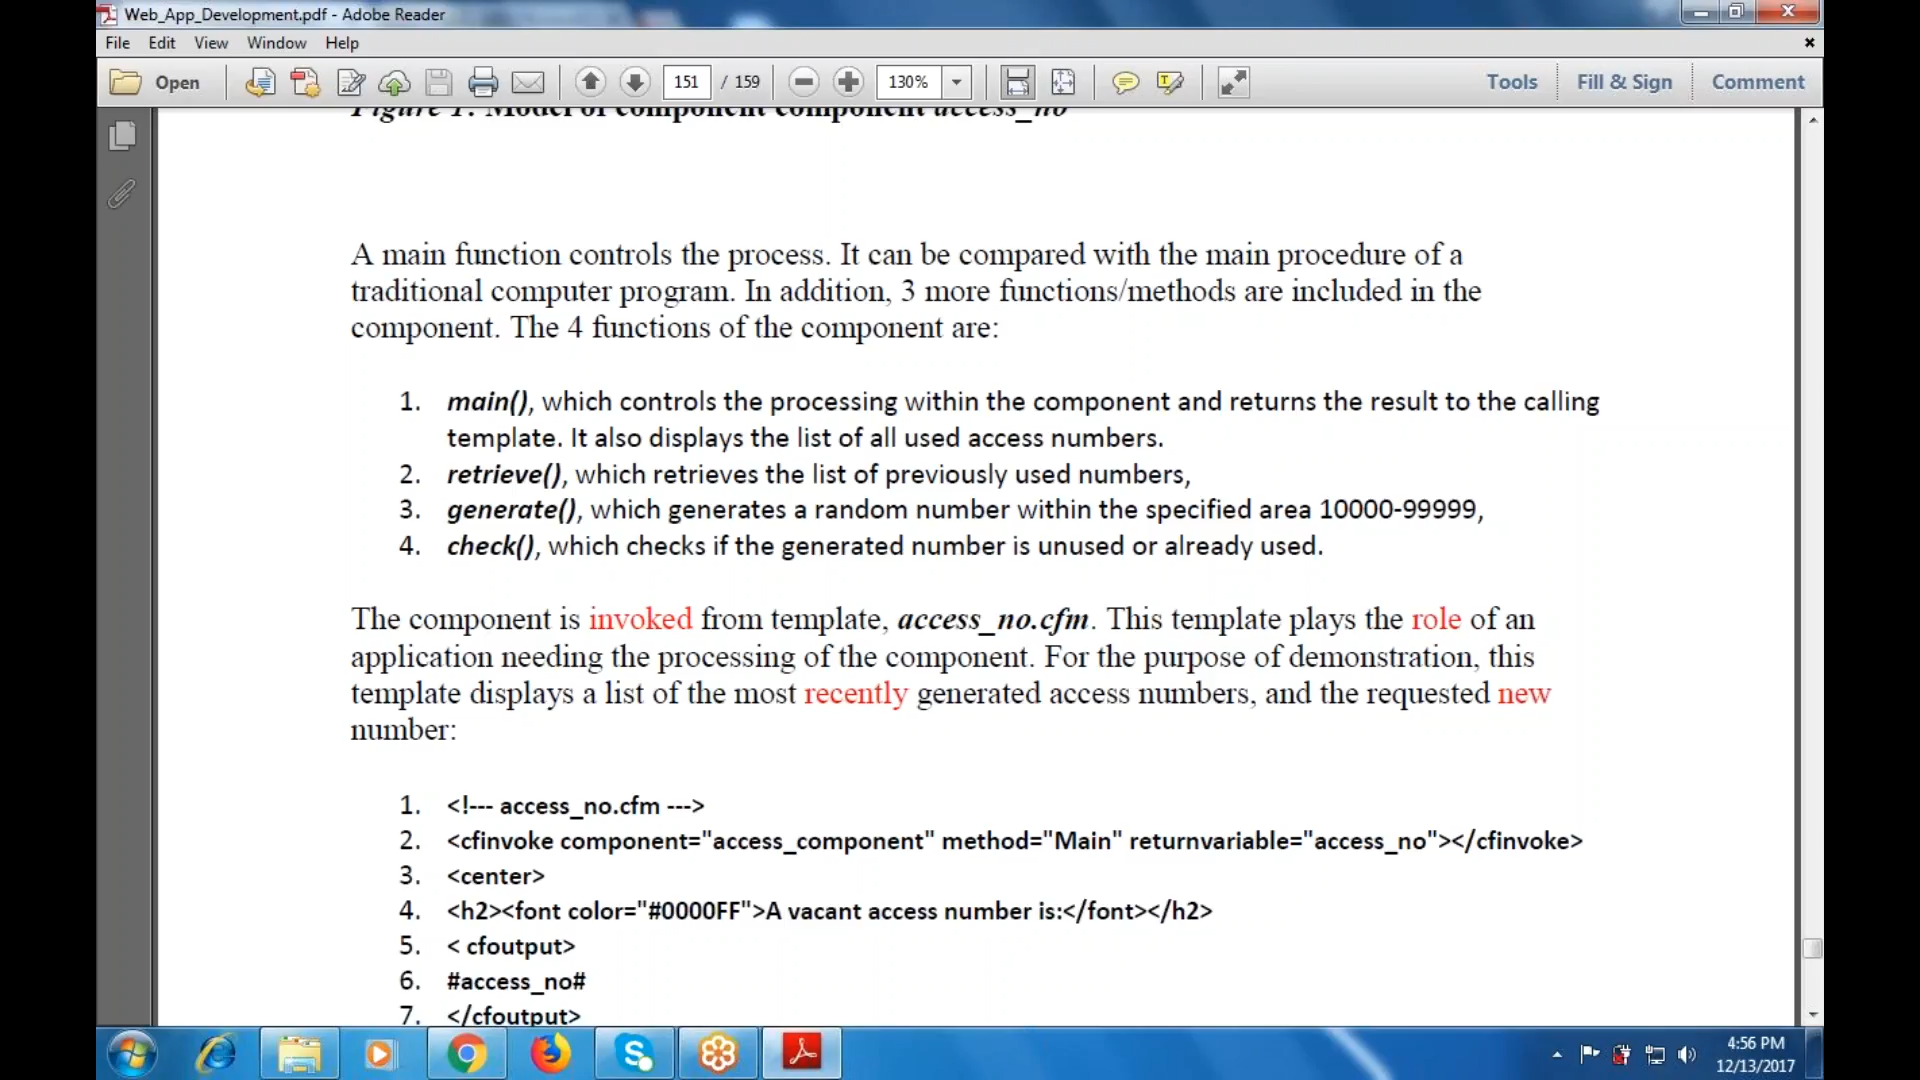 Web_App_Development.pdf - Adobe Reader
File Edit View Window Help
Open 151 / 159 130% Tools Fill & Sign Comment
Figure 1: Model of component component access_no
A main function controls the process. It can be compared with the main procedure of a
traditional computer program. In addition, 3 more functions/methods are included in the
component. The 4 functions of the component are:
1. main(), which controls the processing within the component and returns the result to the calling
template. It also displays the list of all used access numbers.
2. retrieve(), which retrieves the list of previously used numbers,
3. generate(), which generates a random number within the specified area 10000-99999,
4. check(), which checks if the generated number is unused or already used.
The component is invoked from template, access_no.cfm. This template plays the role of an
application needing the processing of the component. For the purpose of demonstration, this
template displays a list of the most recently generated access numbers, and the requested new
number:
1. <!--- access_no.cfm --->
2. <cfinvoke component="access_component" method="Main" returnvariable="access_no"></cfinvoke>
3. <center>
4. <h2><font color="#0000FF">A vacant access number is:</font></h2>
5. < cfoutput>
6. #access_no#
7. </cfoutput>
4:56 PM
12/13/2017